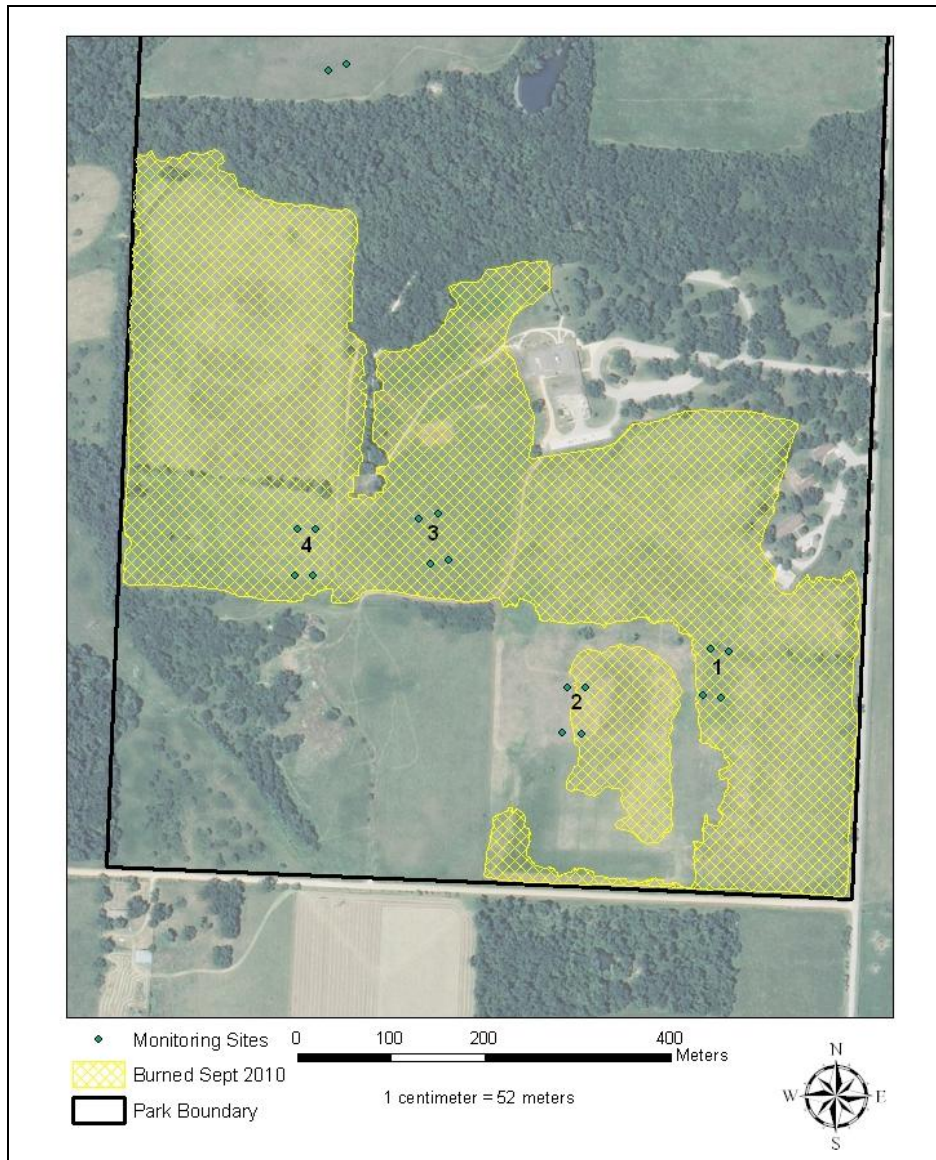 4
3
1
2
Monitoring Sites
Burned Sept 2010
Park Boundary
0 100 200 400
Meters
1 centimeter = 52 meters
N
W E
S